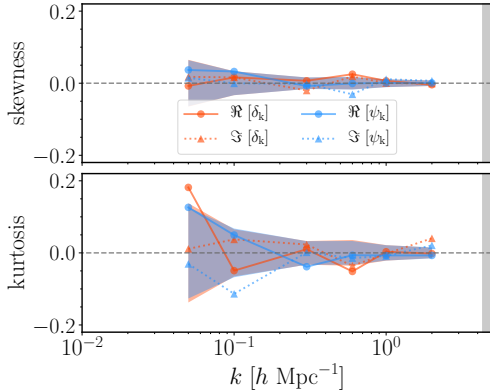 skewness
0.2
0.0
−0.2
ℜ [δₖ]
ℑ [δₖ]
ℜ [ψₖ]
ℑ [ψₖ]
kurtosis
0.2
0.0
−0.2
10⁻²
10⁻¹
10⁰
k [h Mpc⁻¹]